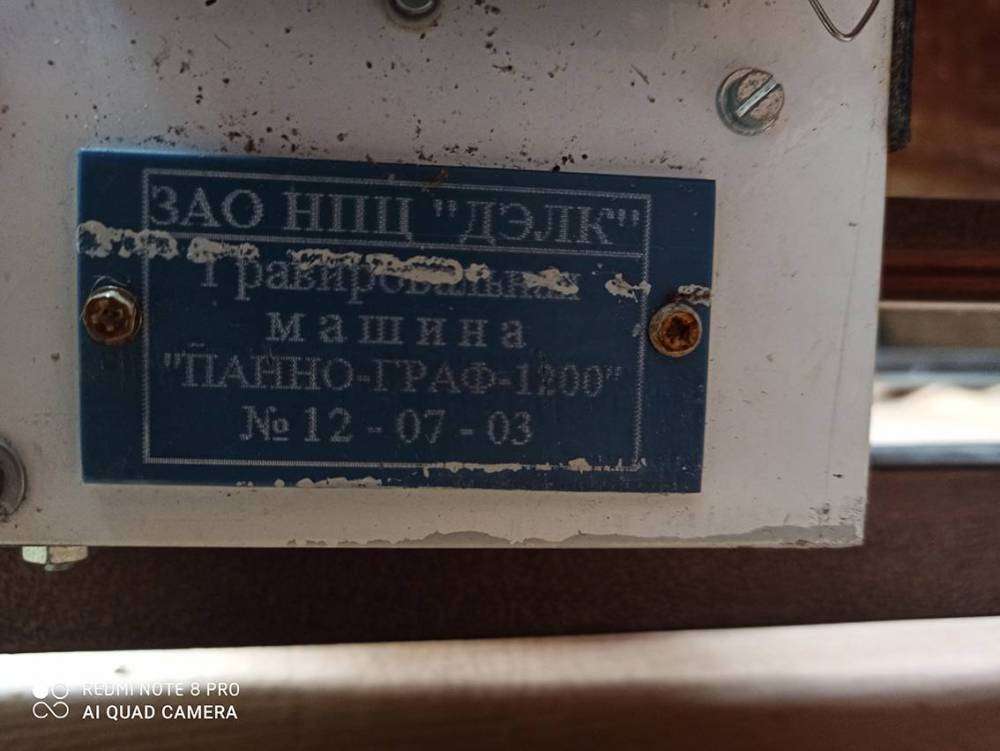 ЗАО НПЦ "ДЭЛК"
Гравировальная
машина
"ПАННО-ГРАФ-1200"
№ 12 - 07 - 03
REDMI NOTE 8 PRO
AI QUAD CAMERA